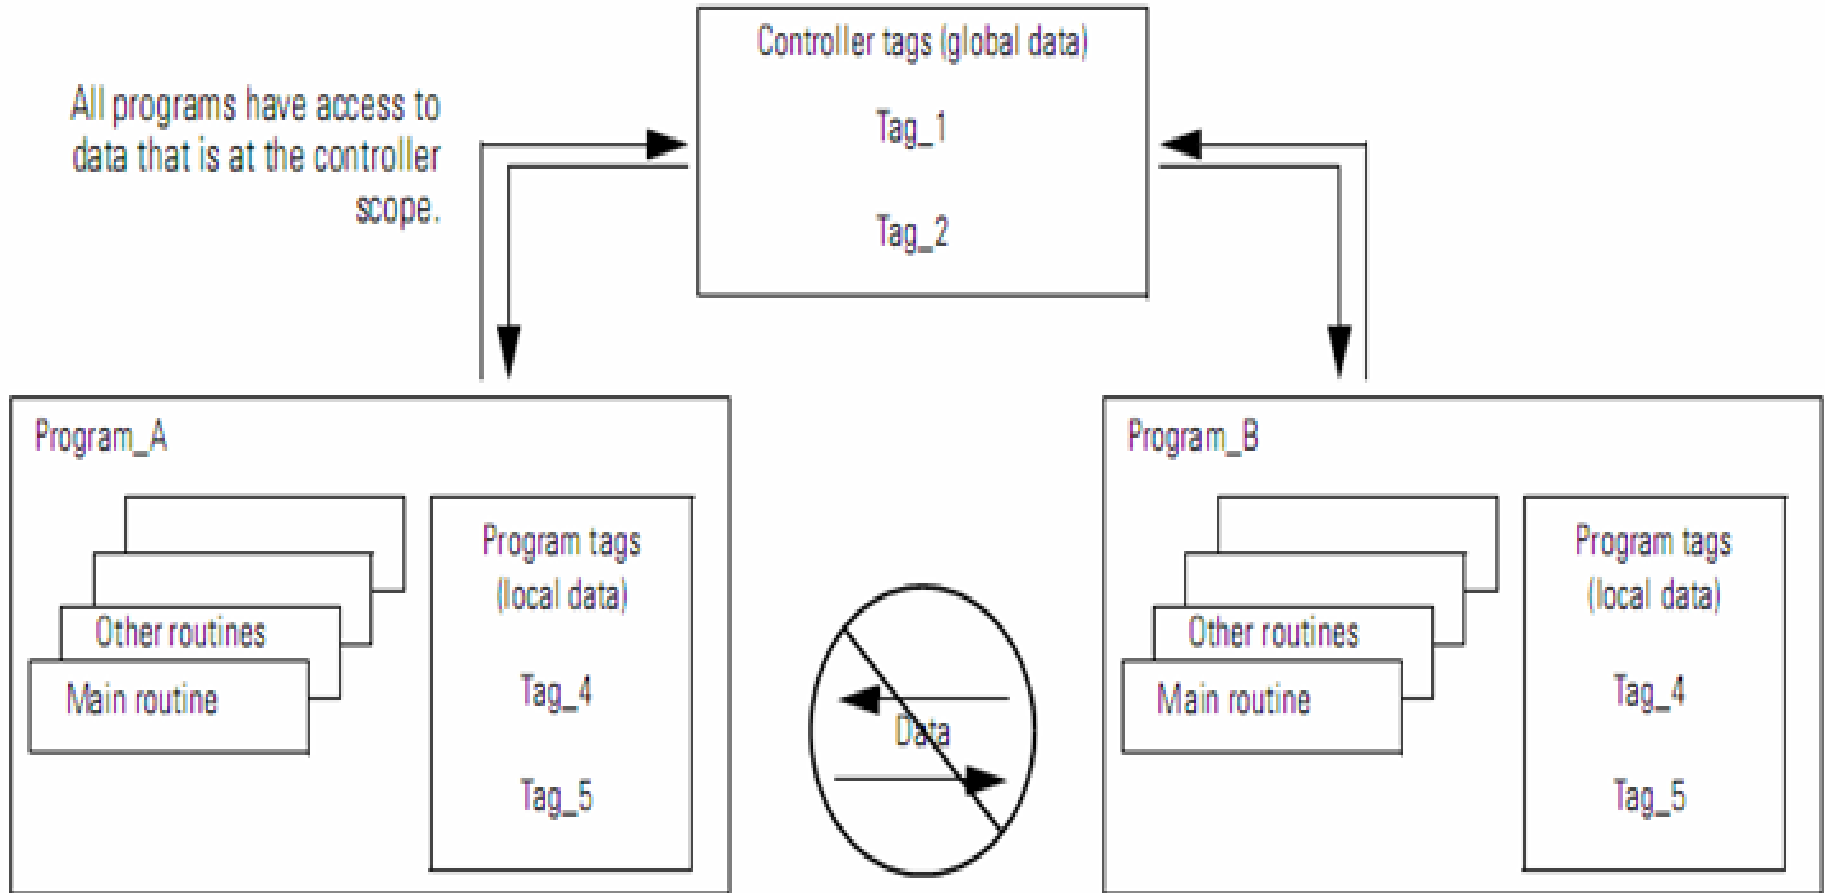 Controller tags (global data)
Tag_1
Tag_2
All programs have access to
data that is at the controller
scope.
Program_A
Other routines
Main routine
Program tags
(local data)
Tag_4
Tag_5
Data
Program_B
Other routines
Main routine
Program tags
(local data)
Tag_4
Tag_5